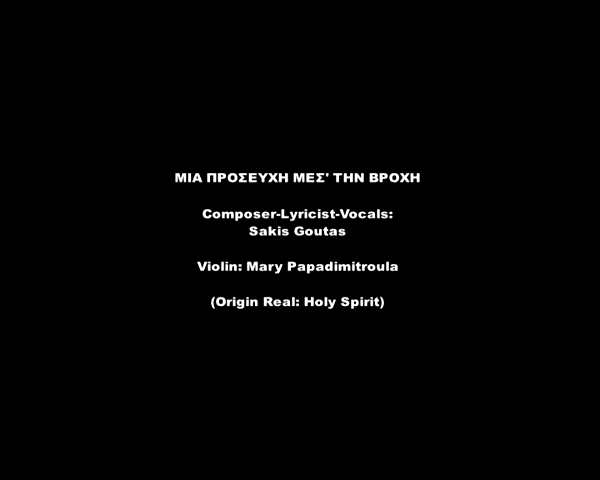 ΜΙΑ ΠΡΟΣΕΥΧΗ ΜΕΣ' ΤΗΝ ΒΡΟΧΗ
Composer-Lyricist-Vocals:
Sakis Goutas
Violin: Mary Papadimitroula
(Origin Real: Holy Spirit)